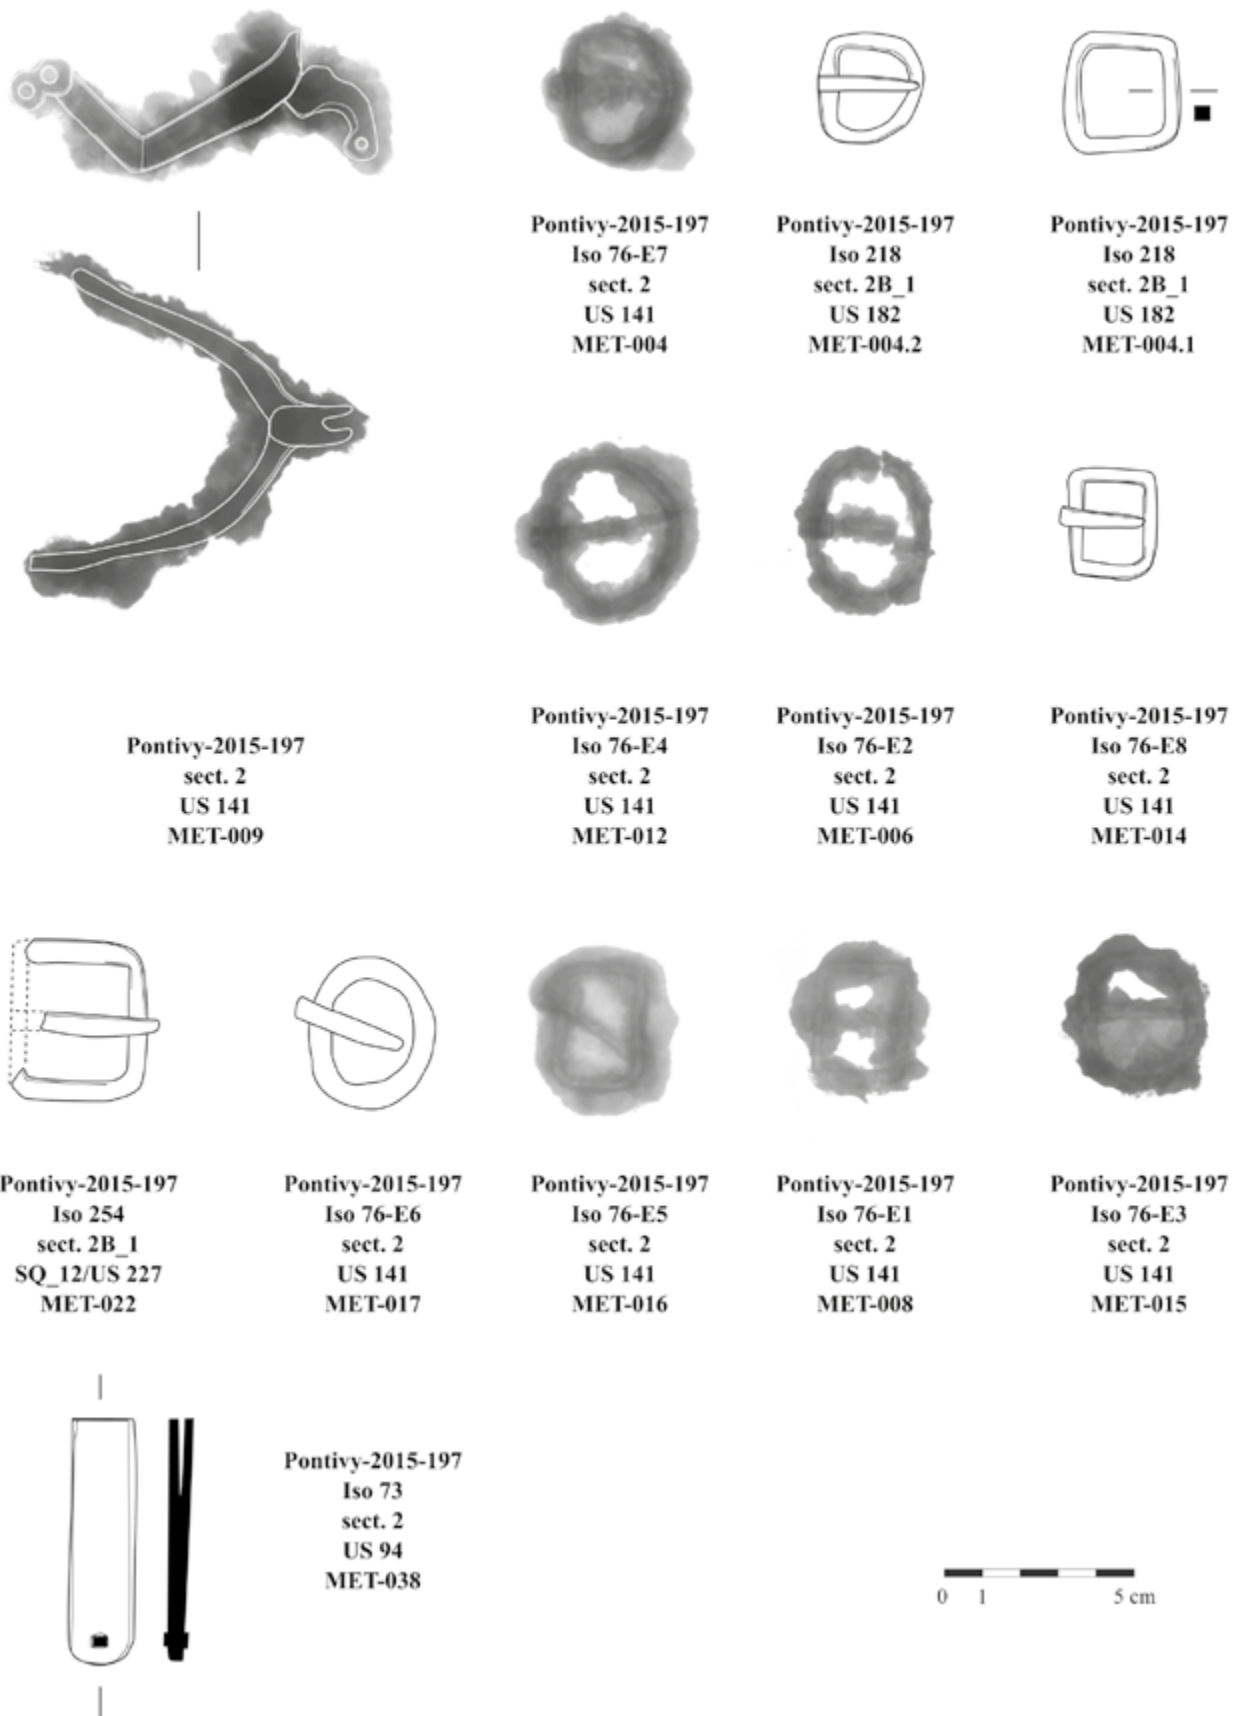 Pontivy-2015-197
Iso 76-E7
sect. 2
US 141
MET-004
Pontivy-2015-197
Iso 218
sect. 2B_1
US 182
MET-004.2
Pontivy-2015-197
Iso 218
sect. 2B_1
US 182
MET-004.1
Pontivy-2015-197
sect. 2
US 141
MET-009
Pontivy-2015-197
Iso 76-E4
sect. 2
US 141
MET-012
Pontivy-2015-197
Iso 76-E2
sect. 2
US 141
MET-006
Pontivy-2015-197
Iso 76-E8
sect. 2
US 141
MET-014
Pontivy-2015-197
Iso 254
sect. 2B_1
SQ_12/US 227
MET-022
Pontivy-2015-197
Iso 76-E6
sect. 2
US 141
MET-017
Pontivy-2015-197
Iso 76-E5
sect. 2
US 141
MET-016
Pontivy-2015-197
Iso 76-E1
sect. 2
US 141
MET-008
Pontivy-2015-197
Iso 76-E3
sect. 2
US 141
MET-015
Pontivy-2015-197
Iso 73
sect. 2
US 94
MET-038
0 1 5 cm